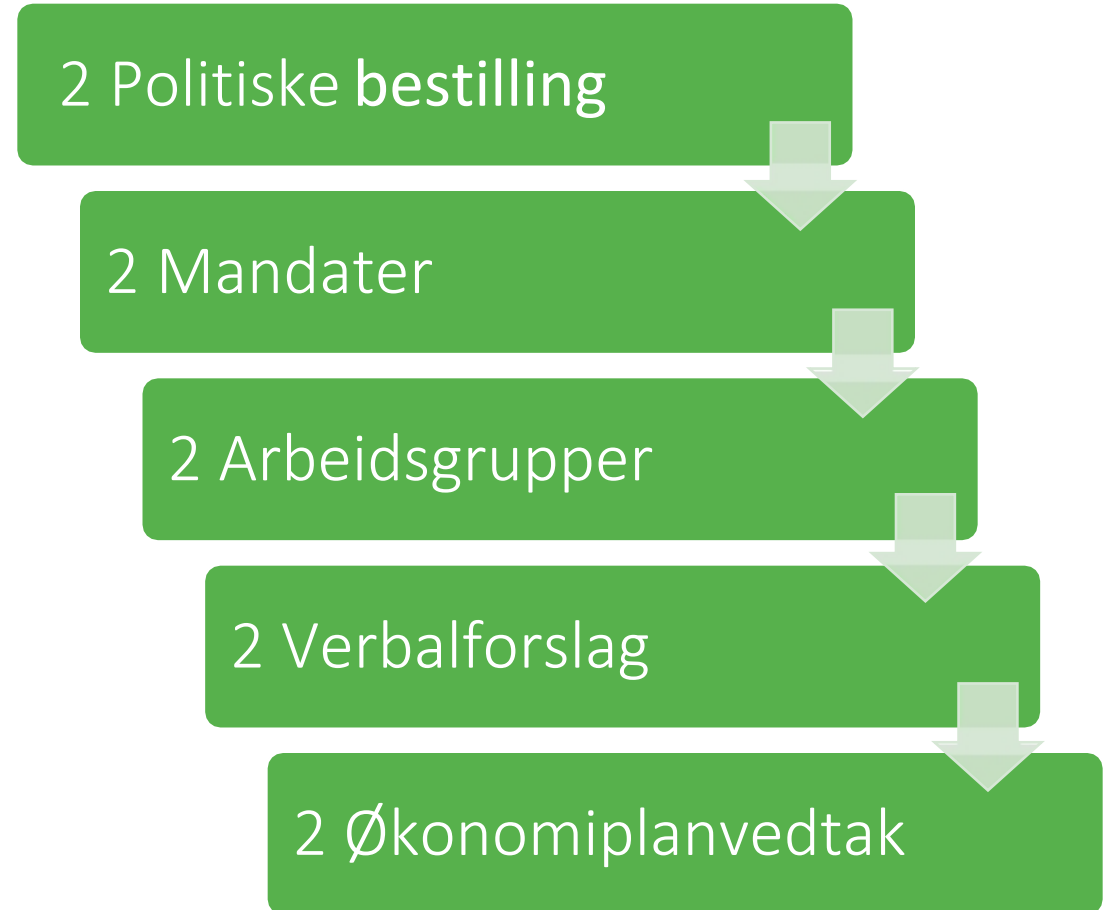 2 Politiske bestilling
2 Mandater
2 Arbeidsgrupper
2 Verbalforslag
2 Økonomiplanvedtak